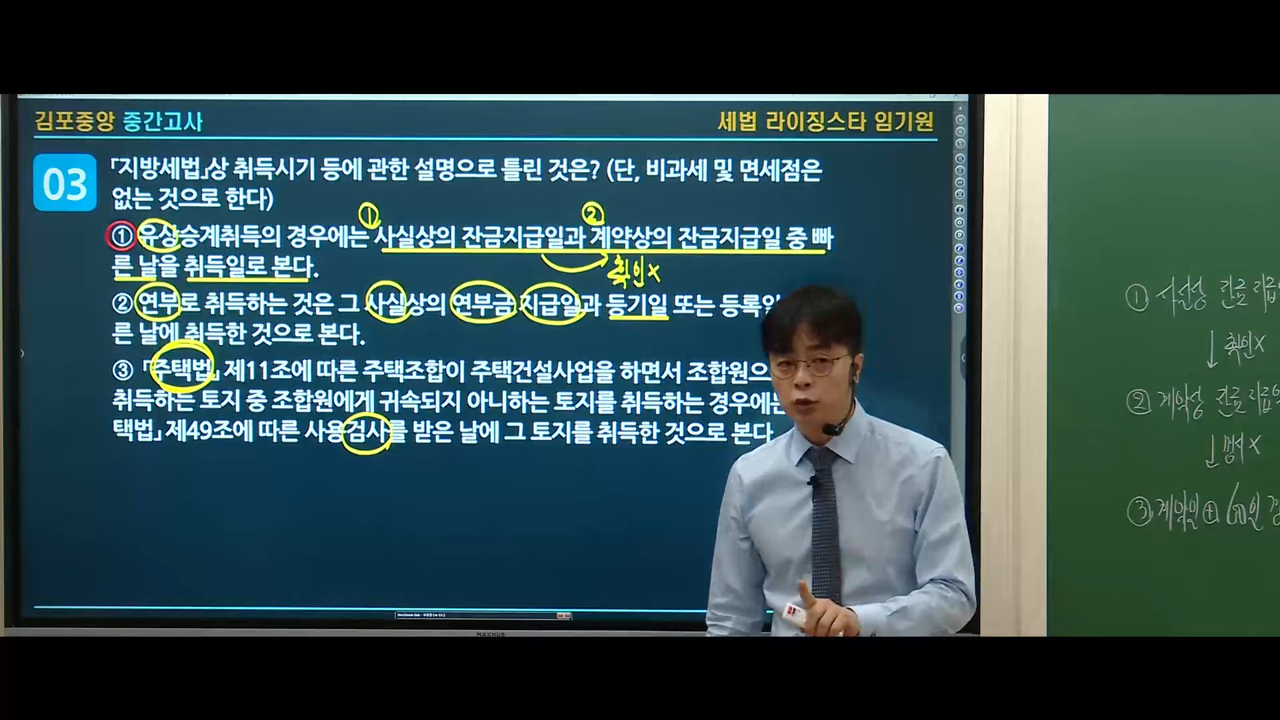 김포중앙 중간고사
세법 라이징스타 임기원
03
「지방세법」상 취득시기 등에 관한 설명으로 틀린 것은? (단, 비과세 및 면세점은
없는 것으로 한다)
① ②
① 유상승계취득의 경우에는 사실상의 잔금지급일과 계약상의 잔금지급일 중 빠
른 날을 취득일로 본다.
확인x
② 연부로 취득하는 것은 그 사실상의 연부금 지급일과 등기일 또는 등록일
른 날에 취득한 것으로 본다.
③ 「주택법」 제11조에 따른 주택조합이 주택건설사업을 하면서 조합원으
취득하는 토지 중 조합원에게 귀속되지 아니하는 토지를 취득하는 경우에는
택법」 제49조에 따른 사용검사를 받은 날에 그 토지를 취득한 것으로 본다.
MAXHUB
① 사실상 잔금지급
↓ 확인x
② 계약상 잔금지급
↓ 명시 x
③ 계약일 ⊕ 60일